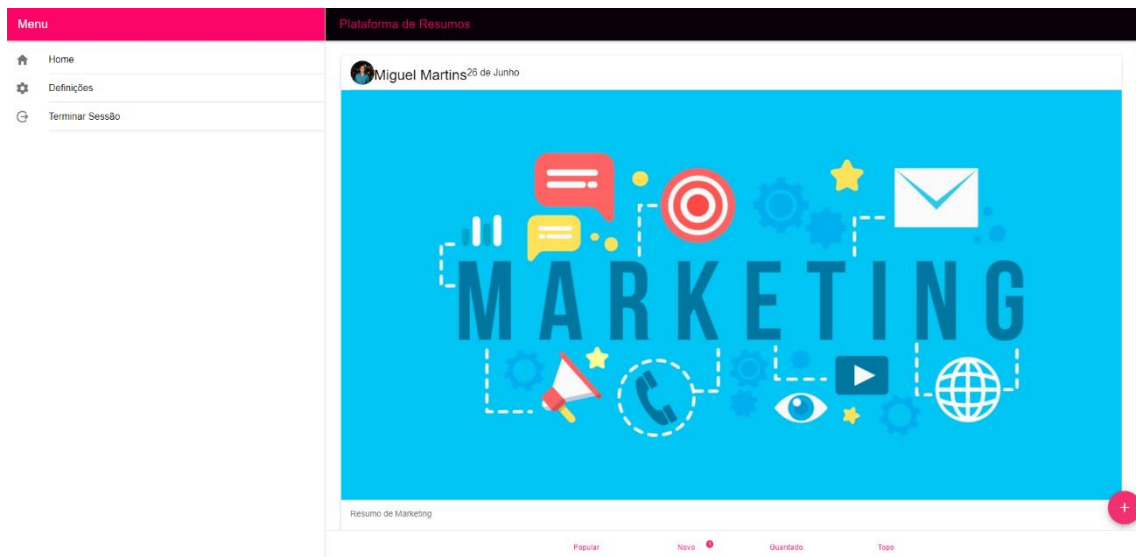 Menu
Home
Definições
Terminar Sessão
Plataforma de Resumos
Miguel Martins 26 de Junho
MARKETING
Resumo de Marketing
+
Popular
Novo 1
Guardado
Topo